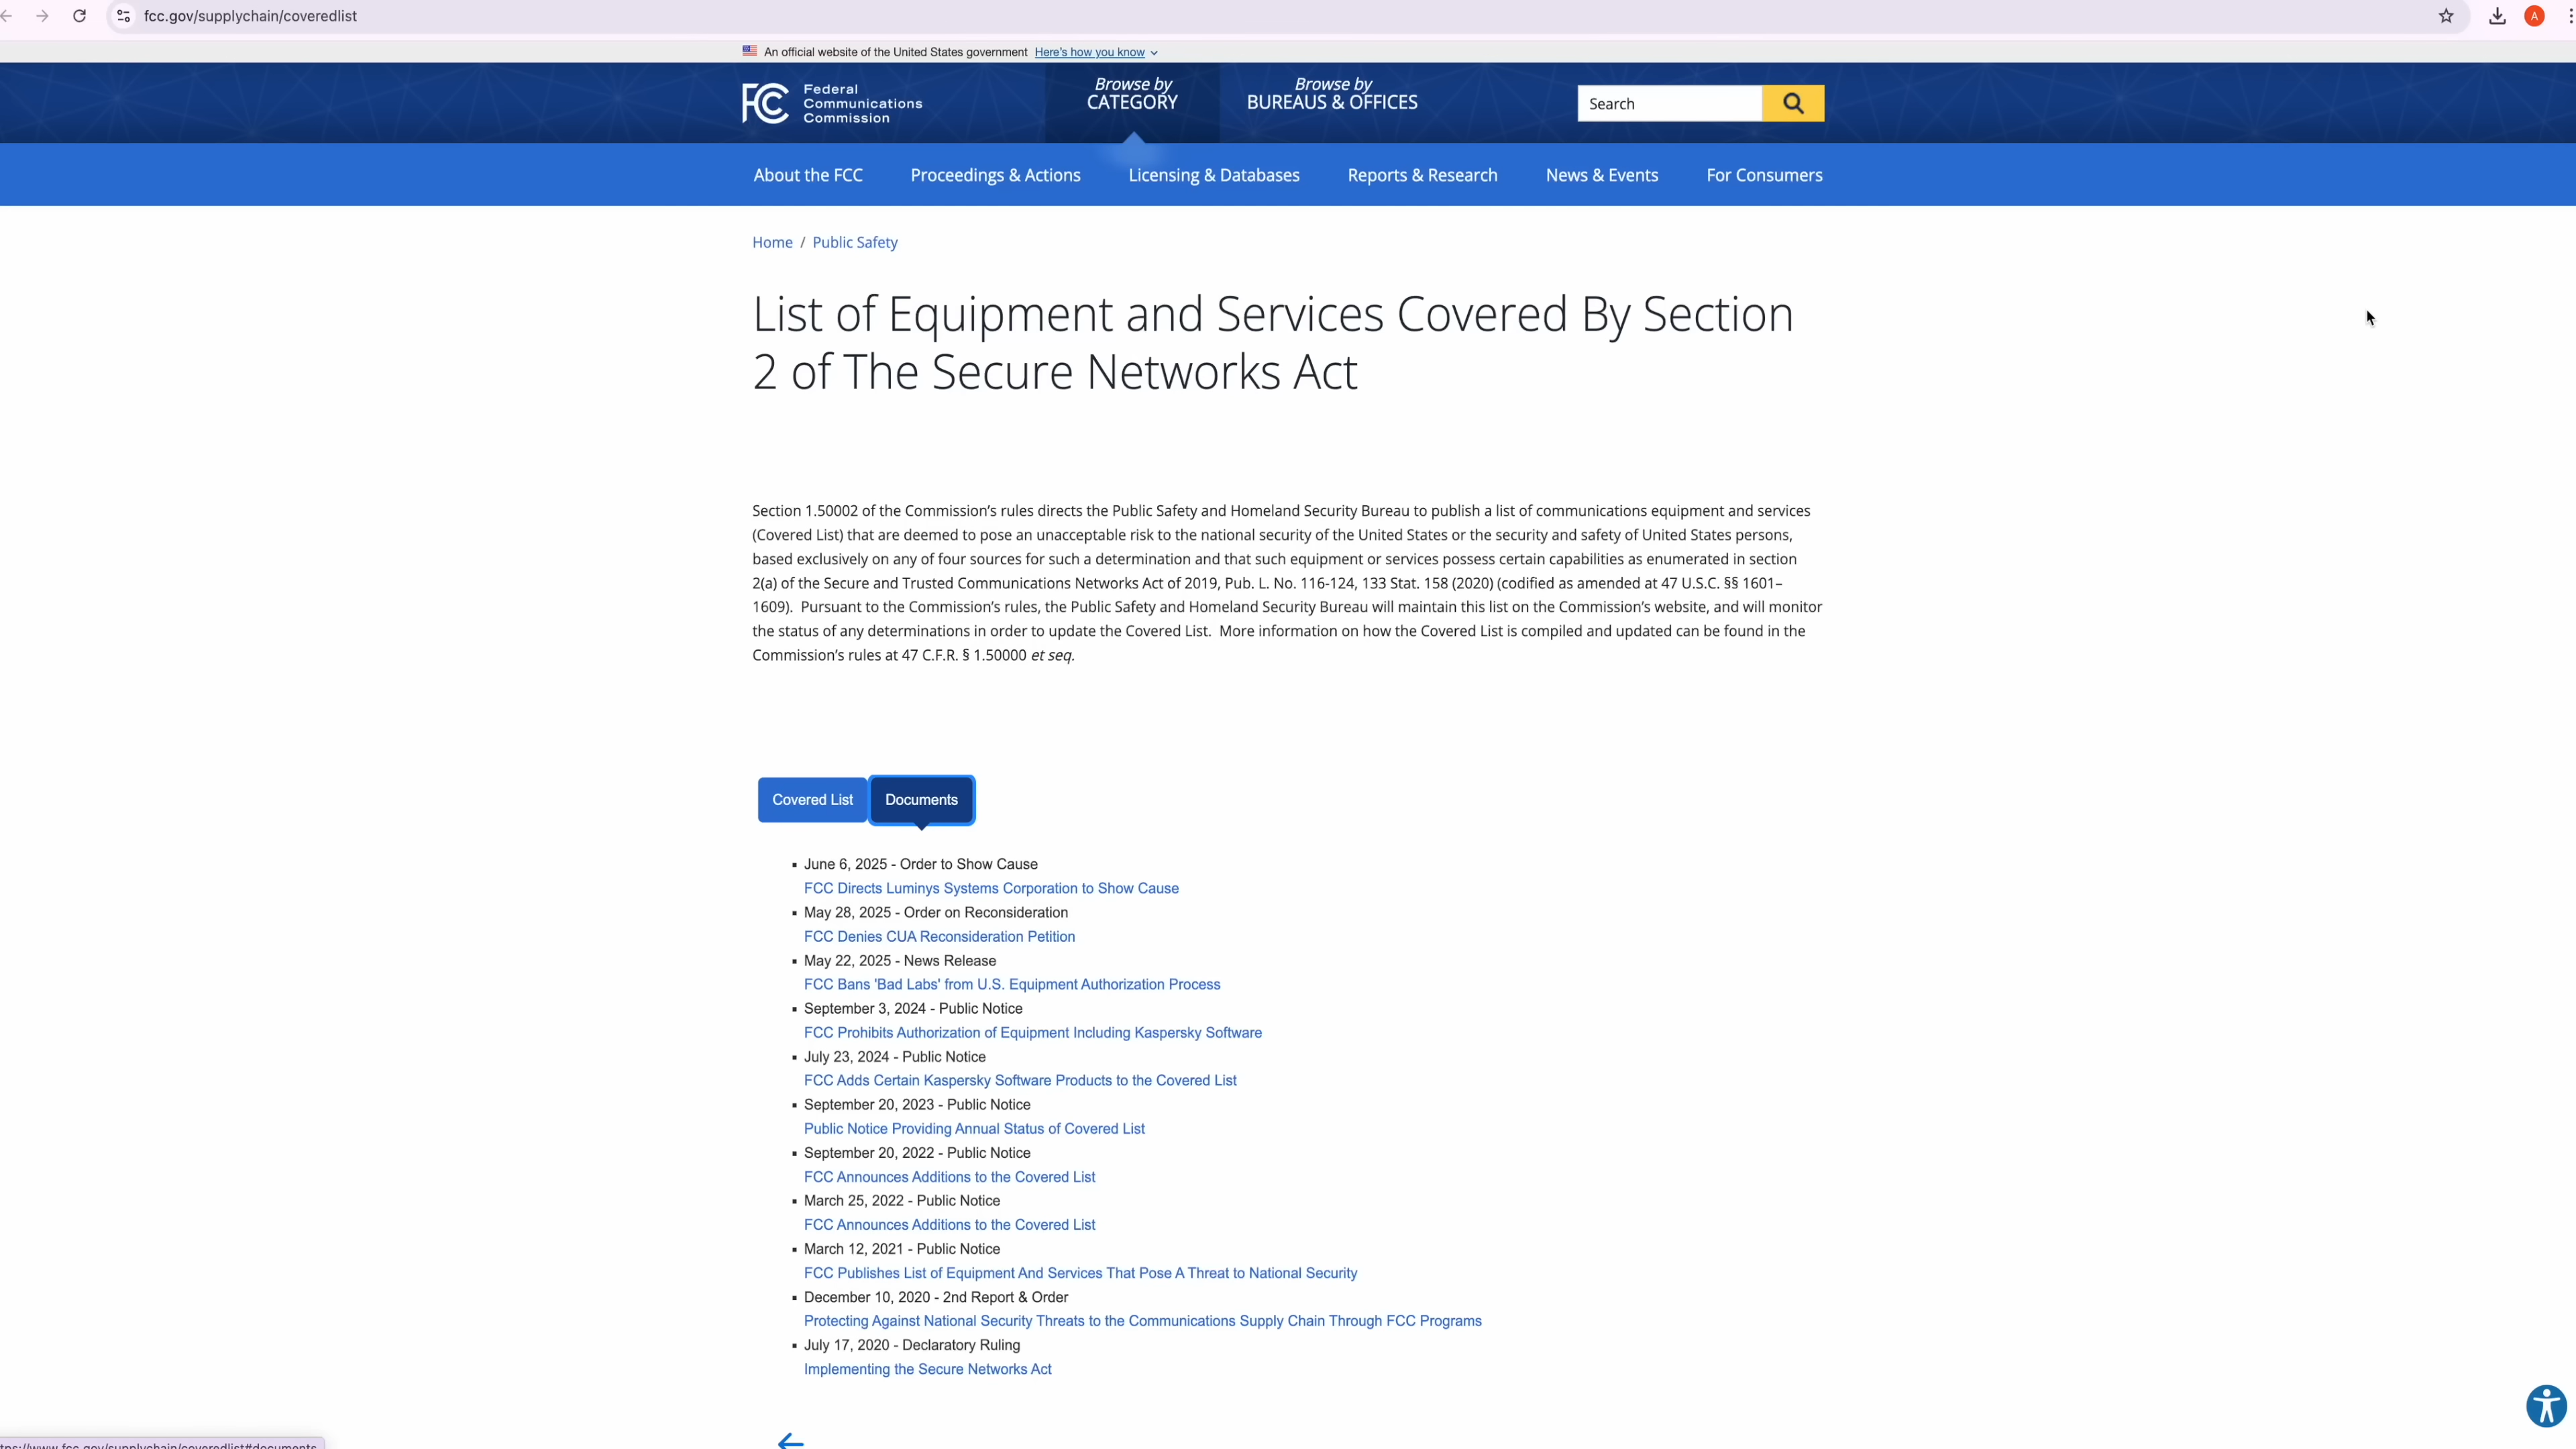 fcc.gov/supplychain/coveredlist
A
An official website of the United States government Here's how you know
FCC Federal
Communications
Commission
Browse by
CATEGORY
Browse by
BUREAUS & OFFICES
Search
About the FCC Proceedings & Actions Licensing & Databases Reports & Research News & Events For Consumers
Home / Public Safety
List of Equipment and Services Covered By Section
2 of The Secure Networks Act
Section 1.50002 of the Commission's rules directs the Public Safety and Homeland Security Bureau to publish a list of communications equipment and services
(Covered List) that are deemed to pose an unacceptable risk to the national security of the United States or the security and safety of United States persons,
based exclusively on any of four sources for such a determination and that such equipment or services possess certain capabilities as enumerated in section
2(a) of the Secure and Trusted Communications Networks Act of 2019, Pub. L. No. 116-124, 133 Stat. 158 (2020) (codified as amended at 47 U.S.C. §§ 1601–
1609). Pursuant to the Commission's rules, the Public Safety and Homeland Security Bureau will maintain this list on the Commission's website, and will monitor
the status of any determinations in order to update the Covered List. More information on how the Covered List is compiled and updated can be found in the
Commission's rules at 47 C.F.R. § 1.50000 et seq.
Covered List Documents
▪ June 6, 2025 - Order to Show Cause
FCC Directs Luminys Systems Corporation to Show Cause
▪ May 28, 2025 - Order on Reconsideration
FCC Denies CUA Reconsideration Petition
▪ May 22, 2025 - News Release
FCC Bans 'Bad Labs' from U.S. Equipment Authorization Process
▪ September 3, 2024 - Public Notice
FCC Prohibits Authorization of Equipment Including Kaspersky Software
▪ July 23, 2024 - Public Notice
FCC Adds Certain Kaspersky Software Products to the Covered List
▪ September 20, 2023 - Public Notice
Public Notice Providing Annual Status of Covered List
▪ September 20, 2022 - Public Notice
FCC Announces Additions to the Covered List
▪ March 25, 2022 - Public Notice
FCC Announces Additions to the Covered List
▪ March 12, 2021 - Public Notice
FCC Publishes List of Equipment And Services That Pose A Threat to National Security
▪ December 10, 2020 - 2nd Report & Order
Protecting Against National Security Threats to the Communications Supply Chain Through FCC Programs
▪ July 17, 2020 - Declaratory Ruling
Implementing the Secure Networks Act
tps://www.fcc.gov/supplychain/coveredlist#documents